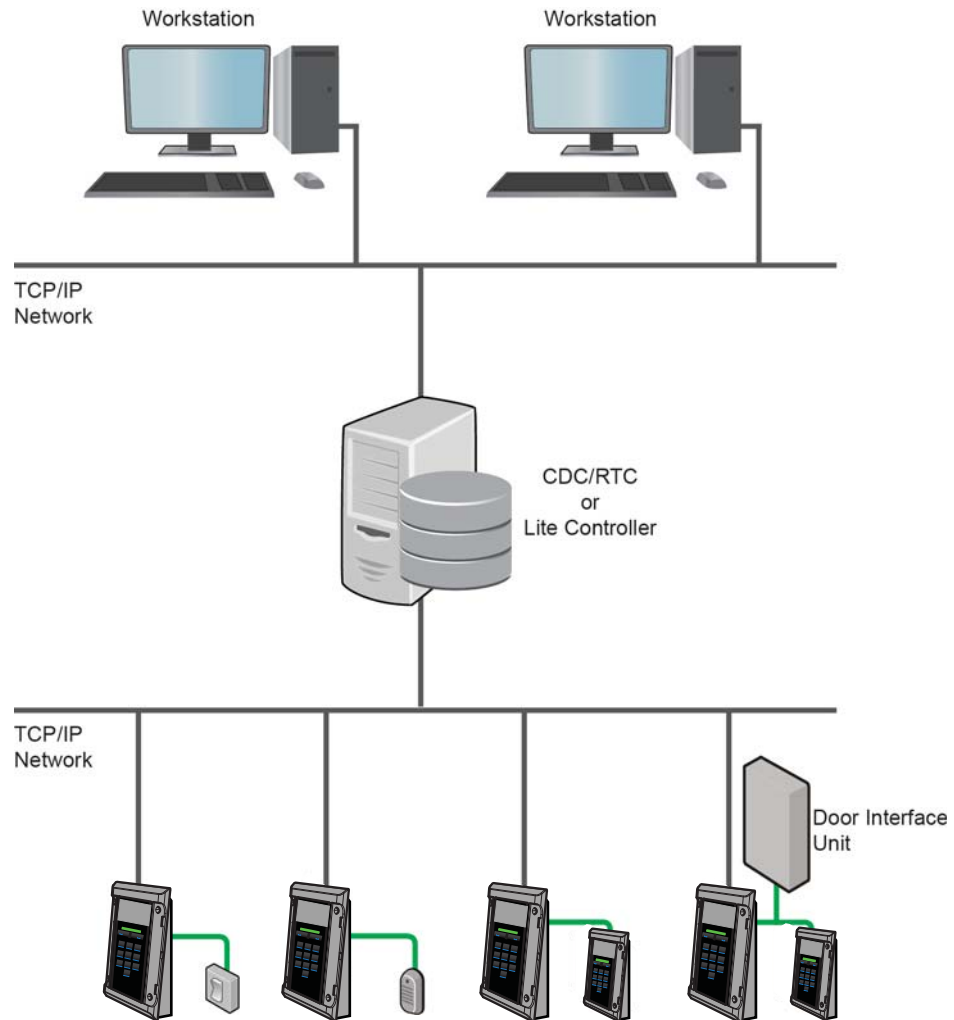 Workstation
Workstation
TCP/IP
Network
CDC/RTC
or
Lite Controller
TCP/IP
Network
Door Interface
Unit